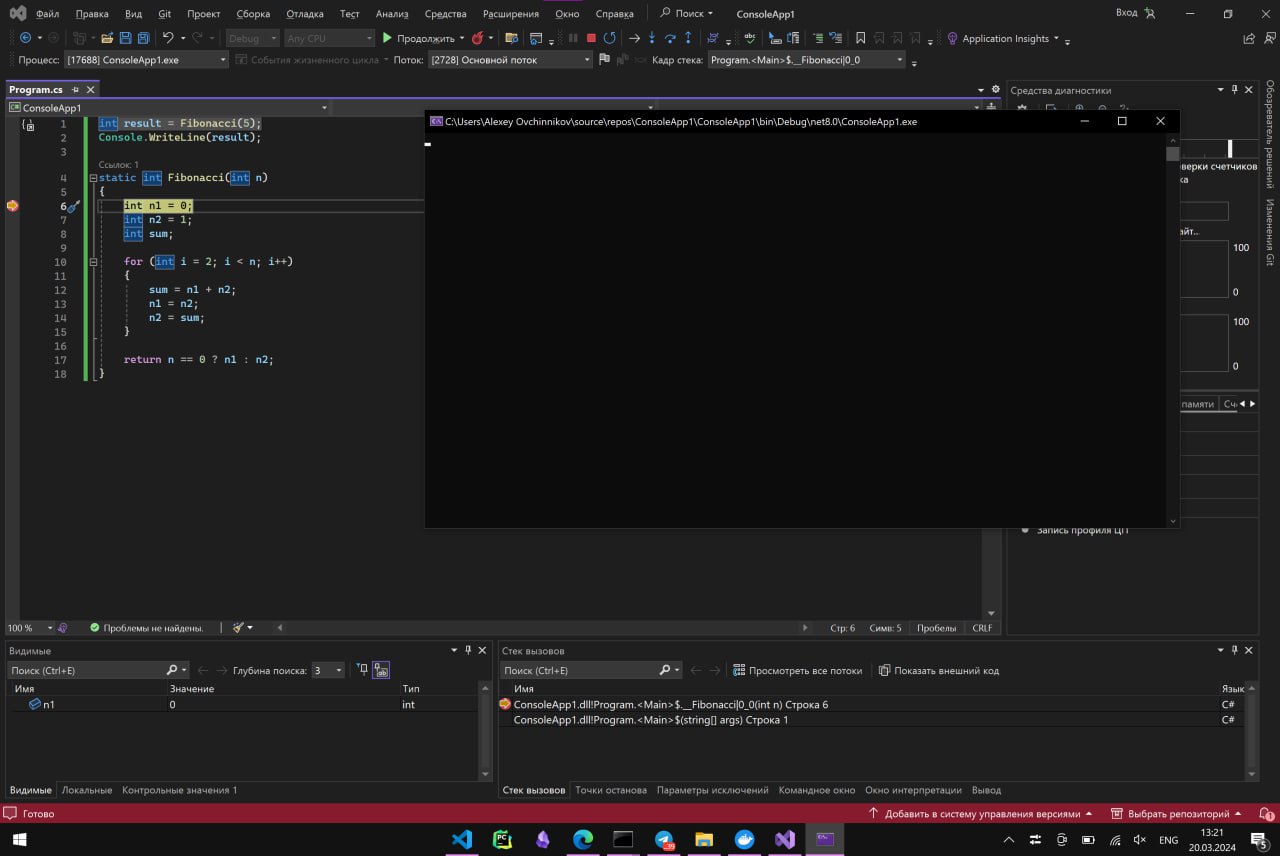 Файл Правка Вид Git Проект Сборка Отладка Тест Анализ Средства Расширения Окно Справка Поиск ConsoleApp1 Вход
Debug Any CPU Продолжить Application Insights
Процесс: [17688] ConsoleApp1.exe События жизненного цикла Поток: [2728] Основной поток Кадр стека: Program.<Main>$.__Fibonacci|0_0
Program.cs
ConsoleApp1
1 int result = Fibonacci(5);
2 Console.WriteLine(result);
3
Ссылок: 1
4 static int Fibonacci(int n)
5 {
6 int n1 = 0;
7 int n2 = 1;
8 int sum;
9
10 for (int i = 2; i < n; i++)
11 {
12 sum = n1 + n2;
13 n1 = n2;
14 n2 = sum;
15 }
16
17 return n == 0 ? n1 : n2;
18 }
C:\Users\Alexey Ovchinnikov\source\repos\ConsoleApp1\ConsoleApp1\bin\Debug\net8.0\ConsoleApp1.exe
Средства диагностики
верки счетчиков
ка
айт...
100
0
100
0
памяти Сч
Запись профиля ЦП
Обозреватель решений
Изменения Git
100 % Проблемы не найдены. Стр: 6 Симв: 5 Пробелы CRLF
Видимые
Поиск (Ctrl+E) Глубина поиска: 3
Имя Значение Тип
n1 0 int
Видимые Локальные Контрольные значения 1
Стек вызовов
Поиск (Ctrl+E) Просмотреть все потоки Показать внешний код
Имя Язык
ConsoleApp1.dll!Program.<Main>$.__Fibonacci|0_0(int n) Строка 6 C#
ConsoleApp1.dll!Program.<Main>$(string[] args) Строка 1 C#
Стек вызовов Точки останова Параметры исключений Командное окно Окно интерпретации Вывод
Готово Добавить в систему управления версиями Выбрать репозиторий 1
ENG 13:21
20.03.2024 5